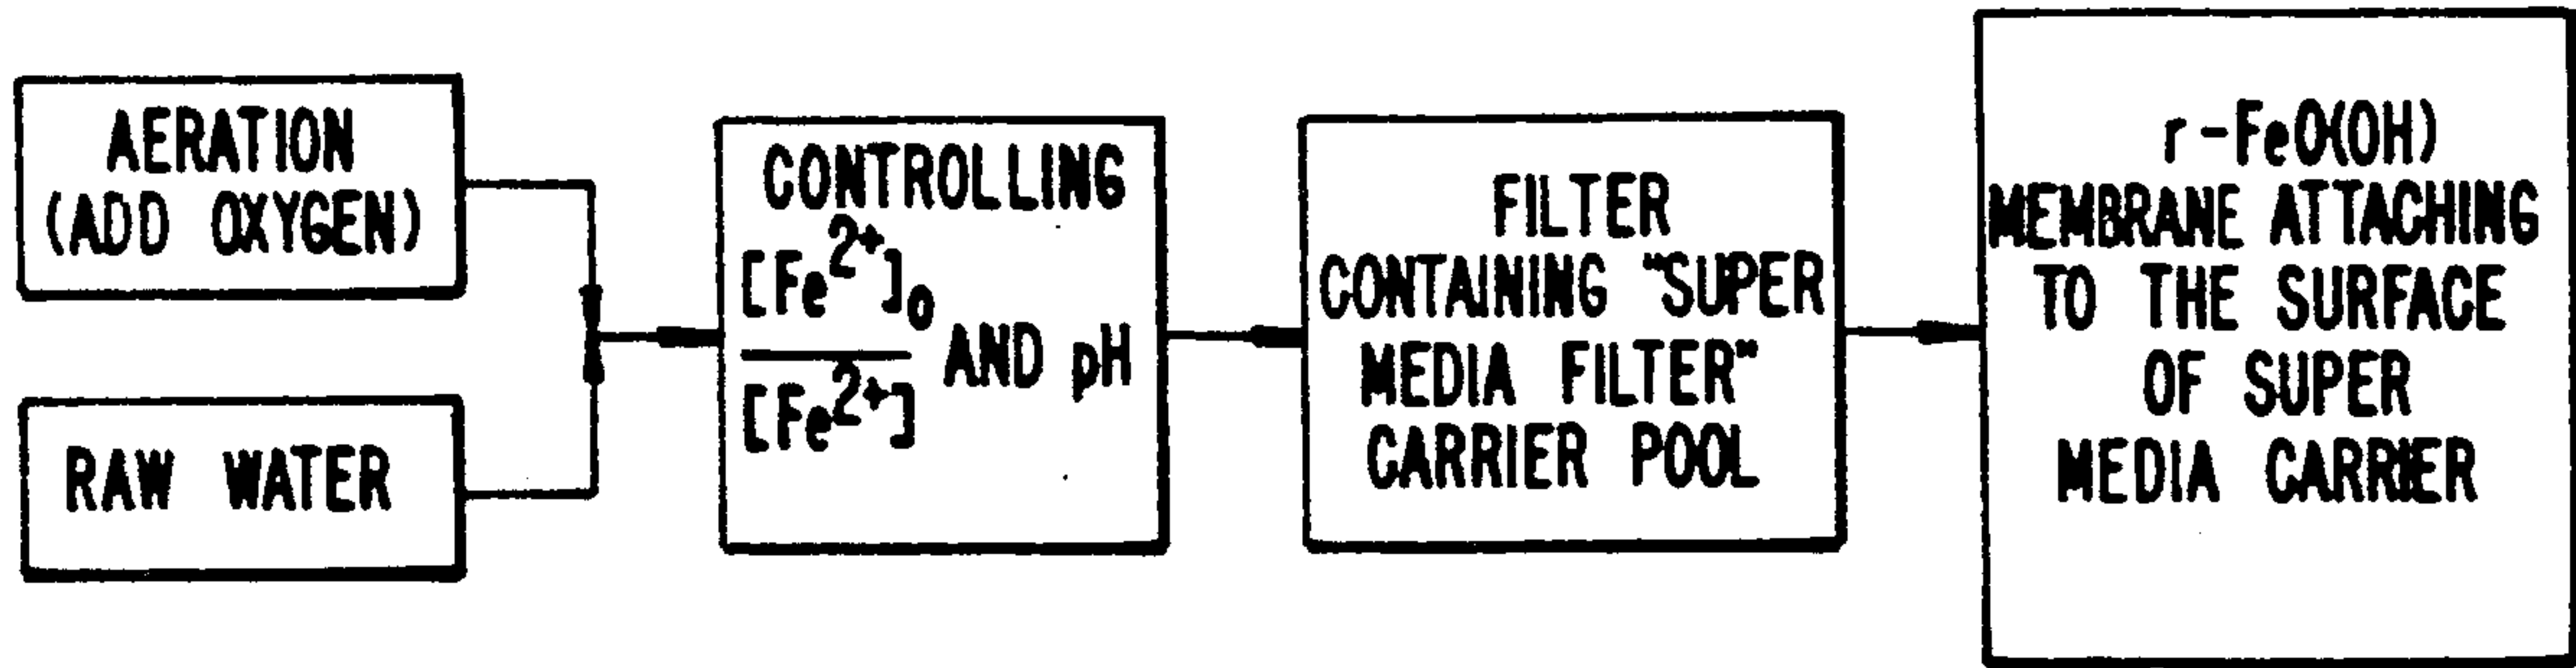 AERATION
(ADD OXYGEN)
RAW WATER
CONTROLLING
[Fe²⁺]₀
[Fe²⁺]
AND pH
FILTER
CONTAINING "SUPER
MEDIA FILTER"
CARRIER POOL
r-FeO(OH)
MEMBRANE ATTACHING
TO THE SURFACE
OF SUPER
MEDIA CARRIER